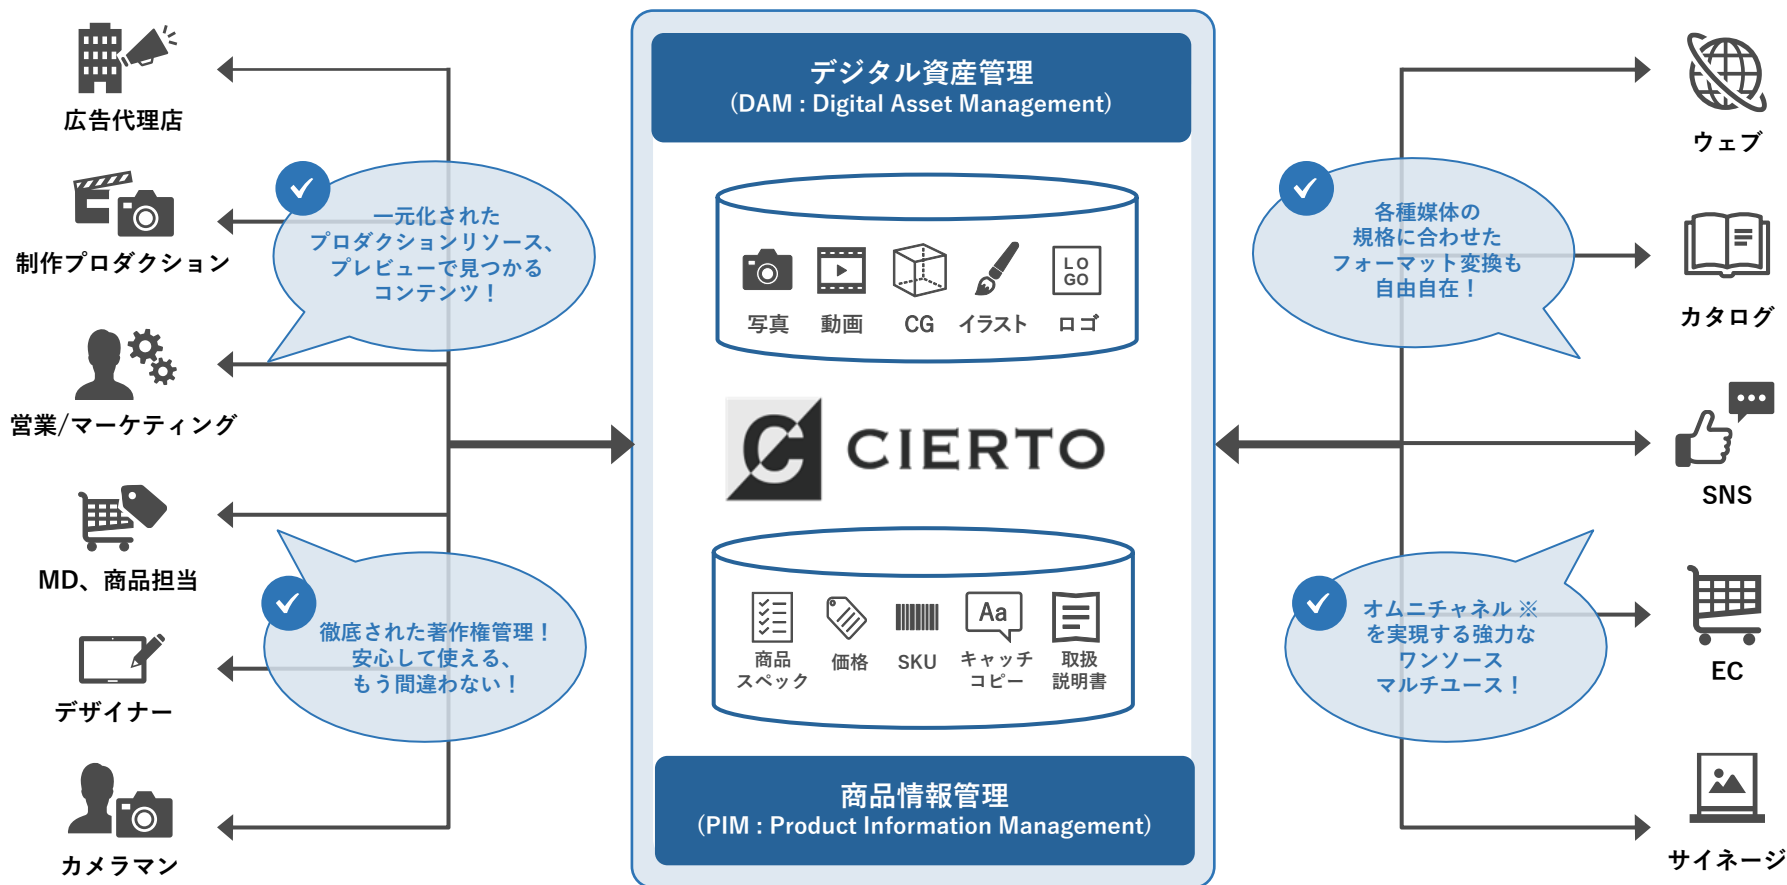 広告代理店
制作プロダクション
営業/マーケティング
MD、商品担当
デザイナー
カメラマン
一元化された
プロダクションリソース、
プレビューで見つかる
コンテンツ！
徹底された著作権管理！
安心して使える、
もう間違わない！
デジタル資産管理
(DAM : Digital Asset Management)
写真
動画
CG
イラスト
LO
GO
ロゴ
C CIERTO
商品
スペック
価格
SKU
Aa
キャッチ
コピー
取扱
説明書
商品情報管理
(PIM : Product Information Management)
各種媒体の
規格に合わせた
フォーマット変換も
自由自在！
オムニチャネル ※
を実現する強力な
ワンソース
マルチユース！
ウェブ
カタログ
SNS
EC
サイネージ